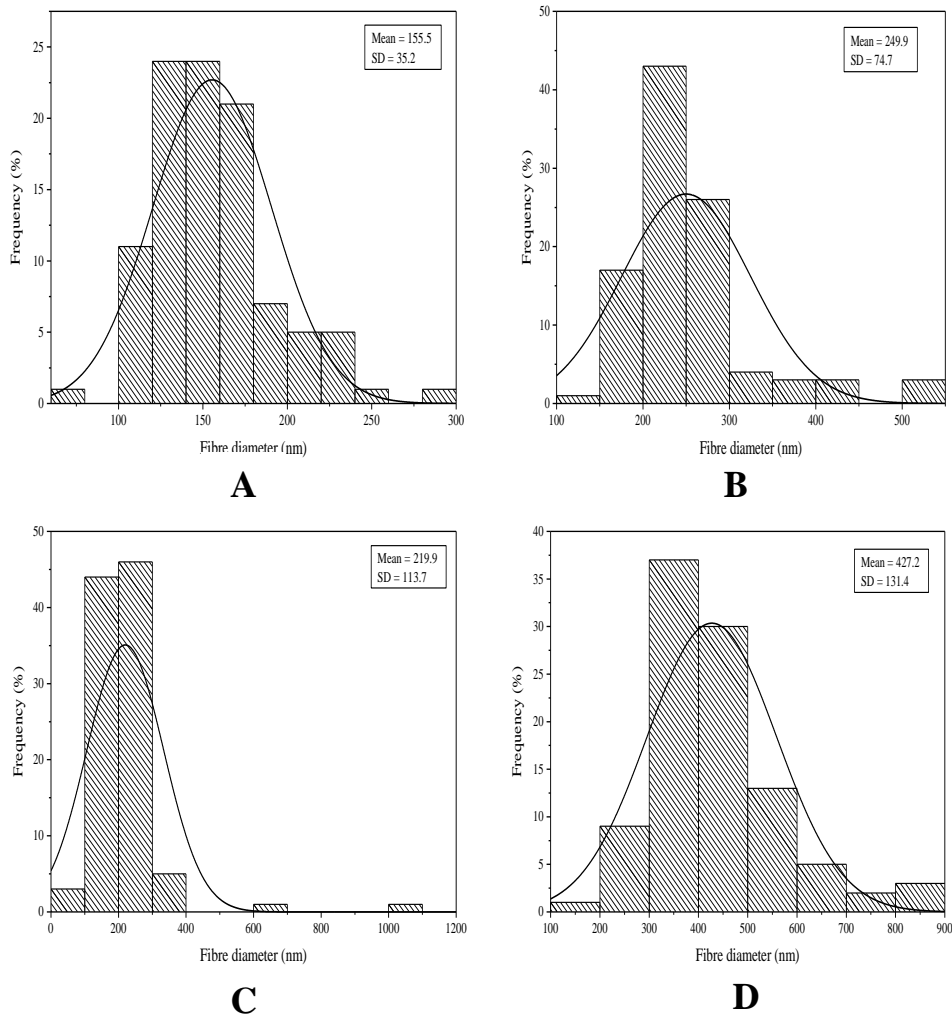 Mean = 155.5
SD = 35.2
25
20
15
10
5
0
Frequency (%)
100 150 200 250 300
Fibre diameter (nm)
A
Mean = 249.9
SD = 74.7
50
40
30
20
10
0
Frequency (%)
100 200 300 400 500
Fibre diameter (nm)
B
Mean = 219.9
SD = 113.7
50
40
30
20
10
0
Frequency (%)
0 200 400 600 800 1000 1200
Fibre diameter (nm)
C
Mean = 427.2
SD = 131.4
40
35
30
25
20
15
10
5
0
Frequency (%)
100 200 300 400 500 600 700 800 900
Fibre diameter (nm)
D